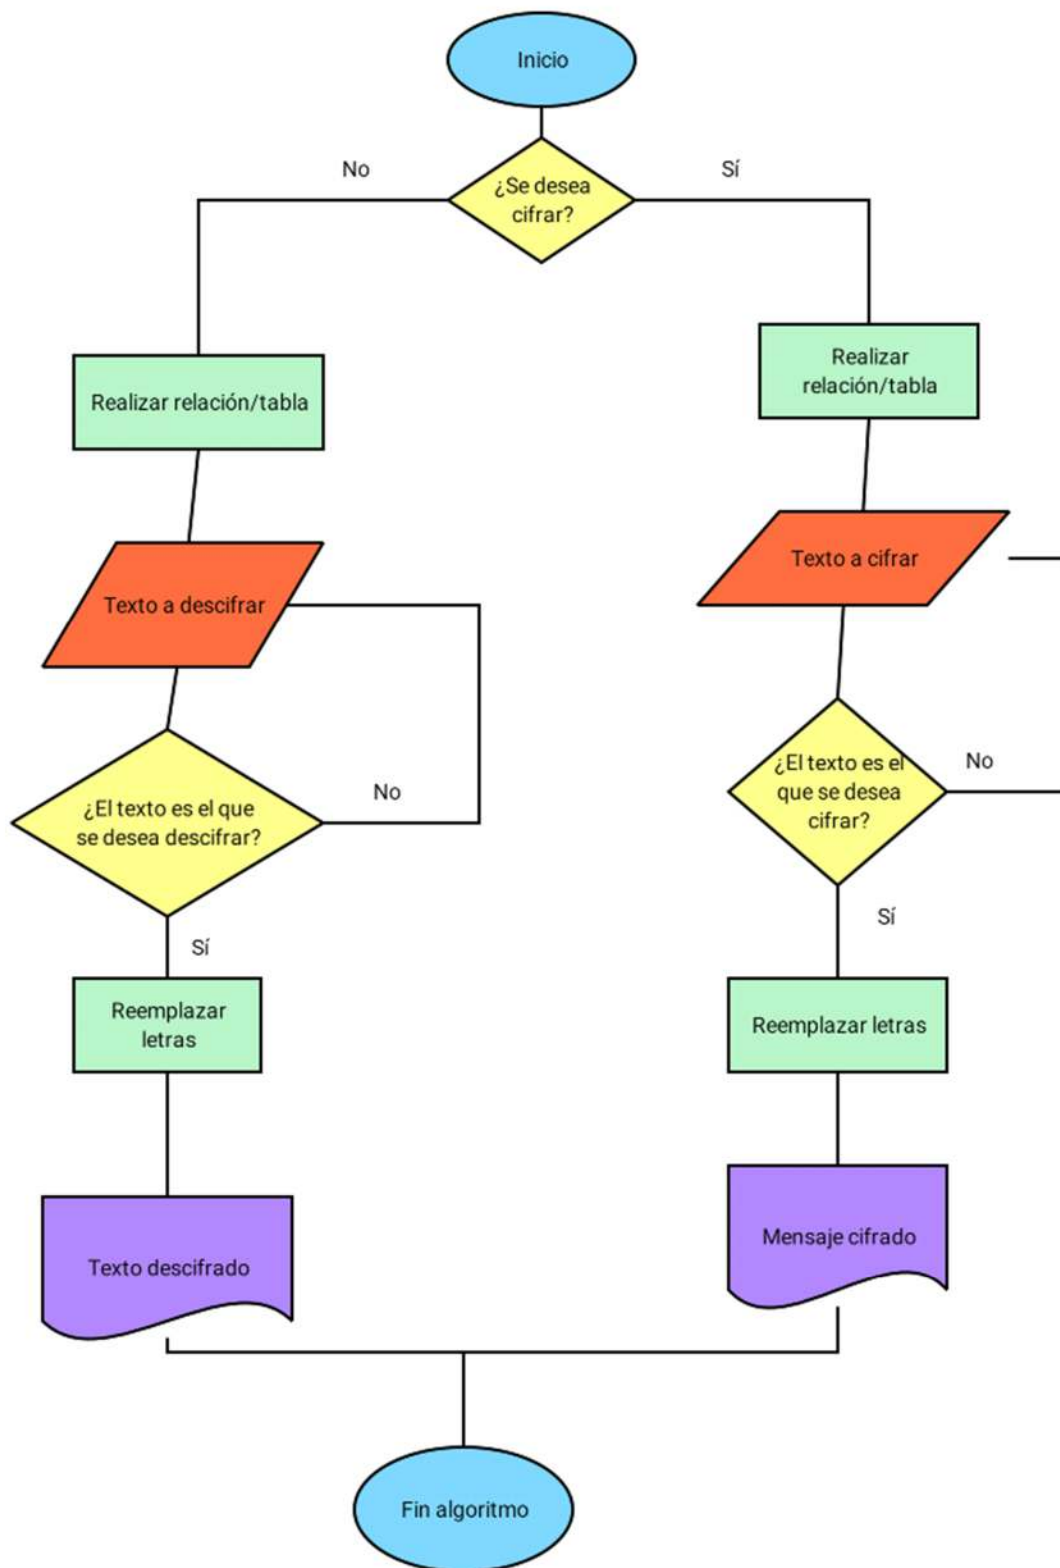 Inicio
No
Sí
¿Se desea
cifrar?
Realizar
relación/tabla
Realizar relación/tabla
Texto a cifrar
Texto a descifrar
¿El texto es el
que se desea
cifrar?
No
¿El texto es el que
se desea descifrar?
No
Sí
Sí
Reemplazar
letras
Reemplazar letras
Mensaje cifrado
Texto descifrado
Fin algoritmo